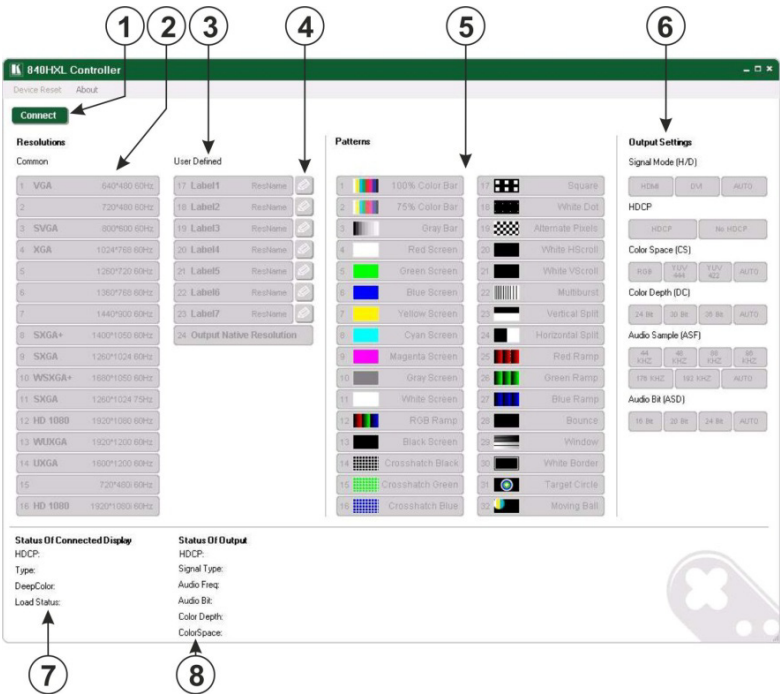 1 2 3 4 5 6
840HXL Controller
Device Reset About
Connect
Resolutions
Common
1 VGA 640*480 60Hz
2 720*480 60Hz
3 SVGA 800*600 60Hz
4 XGA 1024*768 60Hz
5 1280*720 60Hz
6 1360*768 60Hz
7 1440*900 60Hz
8 SXGA+ 1400*1050 60Hz
9 SXGA 1260*1024 60Hz
10 WSXGA+ 1680*1050 60Hz
11 SXGA 1260*1024 75Hz
12 HD 1080 1920*1080 60Hz
13 WUXGA 1920*1200 60Hz
14 UXGA 1600*1200 60Hz
15 720*480i 60Hz
16 HD 1080 1920*1080i 60Hz
User Defined
17 Label1 ResName
18 Label2 ResName
19 Label3 ResName
20 Label4 ResName
21 Label5 ResName
22 Label6 ResName
23 Label7 ResName
24 Output Native Resolution
Patterns
1 100% Color Bar
2 75% Color Bar
3 Gray Bar
4 Red Screen
5 Green Screen
6 Blue Screen
7 Yellow Screen
8 Cyan Screen
9 Magenta Screen
10 Gray Screen
11 White Screen
12 RGB Ramp
13 Black Screen
14 Crosshatch Black
15 Crosshatch Green
16 Crosshatch Blue
17 Square
18 White Dot
19 Alternate Pixels
20 White HScroll
21 White VScroll
22 Multiburst
23 Vertical Split
24 Horizontal Split
25 Red Ramp
26 Green Ramp
27 Blue Ramp
28 Bounce
29 Window
30 White Border
31 Target Circle
32 Moving Ball
Output Settings
Signal Mode (H/D)
HDMI DVI AUTO
HDCP
HDCP No HDCP
Color Space (CS)
RGB YUV 444 YUV 422 AUTO
Color Depth (DC)
24 Bit 30 Bit 36 Bit AUTO
Audio Sample (ASF)
44 KHZ 48 KHZ 88 KHZ 96 KHZ
176 KHZ 192 KHZ AUTO
Audio Bit (ASD)
16 Bit 20 Bit 24 Bit AUTO
Status Of Connected Display
HDCP:
Type:
DeepColor:
Load Status:
Status Of Output
HDCP:
Signal Type:
Audio Freq:
Audio Bit:
Color Depth:
ColorSpace:
7 8